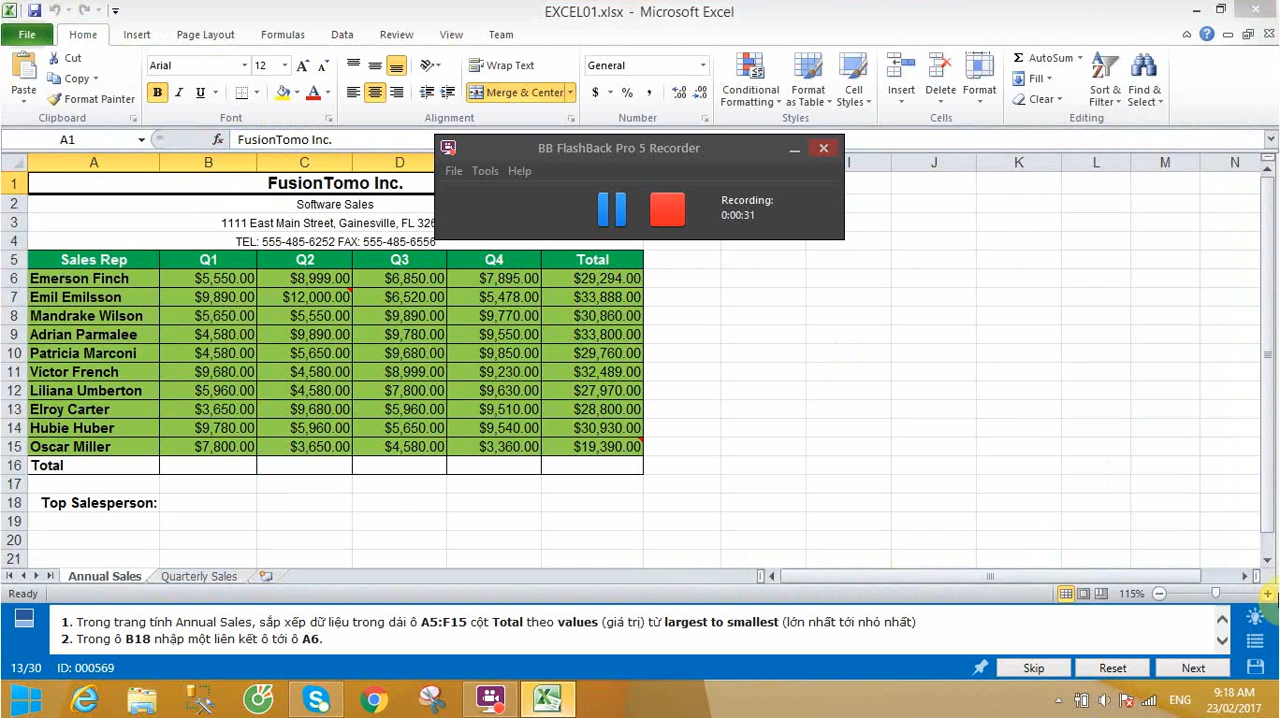 EXCEL01.xlsx - Microsoft Excel
File Home Insert Page Layout Formulas Data Review View Team
Paste
Cut
Copy
Format Painter
Clipboard
Arial 12
B I U
Font
Wrap Text
Merge & Center
Alignment
General
$ % ,
Number
Conditional Formatting
Format as Table
Cell Styles
Styles
Insert Delete Format
Cells
AutoSum
Fill
Clear
Sort & Filter
Find & Select
Editing
A1 fx FusionTomo Inc.
BB FlashBack Pro 5 Recorder
File Tools Help
Recording:
0:00:31
A B C D I J K L M N
1 FusionTomo Inc.
2 Software Sales
3 1111 East Main Street, Gainesville, FL 326
4 TEL: 555-485-6252 FAX: 555-485-6556
5 Sales Rep Q1 Q2 Q3 Q4 Total
6 Emerson Finch $5,550.00 $8,999.00 $6,850.00 $7,895.00 $29,294.00
7 Emil Emilsson $9,890.00 $12,000.00 $6,520.00 $5,478.00 $33,888.00
8 Mandrake Wilson $5,650.00 $5,550.00 $9,890.00 $9,770.00 $30,860.00
9 Adrian Parmalee $4,580.00 $9,890.00 $9,780.00 $9,550.00 $33,800.00
10 Patricia Marconi $4,580.00 $5,650.00 $9,680.00 $9,850.00 $29,760.00
11 Victor French $9,680.00 $4,580.00 $8,999.00 $9,230.00 $32,489.00
12 Liliana Umberton $5,960.00 $4,580.00 $7,800.00 $9,630.00 $27,970.00
13 Elroy Carter $3,650.00 $9,680.00 $5,960.00 $9,510.00 $28,800.00
14 Hubie Huber $9,780.00 $5,960.00 $5,650.00 $9,540.00 $30,930.00
15 Oscar Miller $7,800.00 $3,650.00 $4,580.00 $3,360.00 $19,390.00
16 Total
17
18 Top Salesperson:
19
20
21
Annual Sales Quarterly Sales
Ready 115%
1. Trong trang tính Annual Sales, sắp xếp dữ liệu trong dải ô A5:F15 cột Total theo values (giá trị) từ largest to smallest (lớn nhất tới nhỏ nhất)
2. Trong ô B18 nhập một liên kết ô tới ô A6.
13/30 ID: 000569 Skip Reset Next
ENG 9:18 AM
23/02/2017